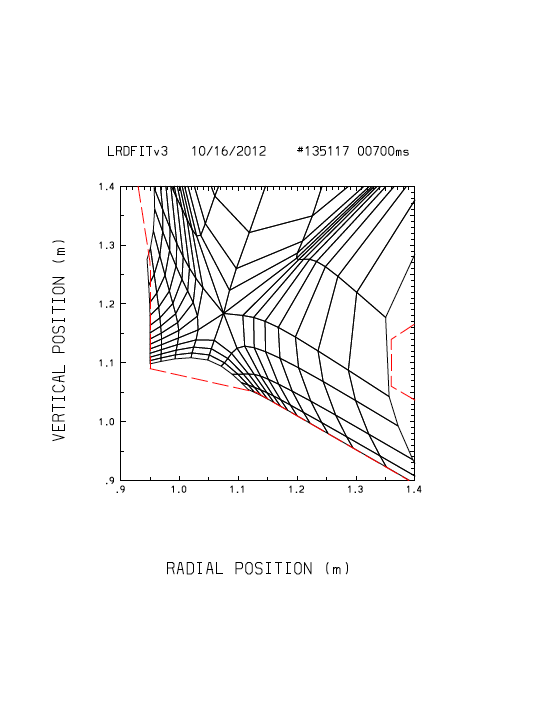 LRDFITv3 10/16/2012 #135117 00700ms
1.4
1.3
1.2
1.1
1.0
.9
VERTICAL POSITION (m)
.9 1.0 1.1 1.2 1.3 1.4
RADIAL POSITION (m)